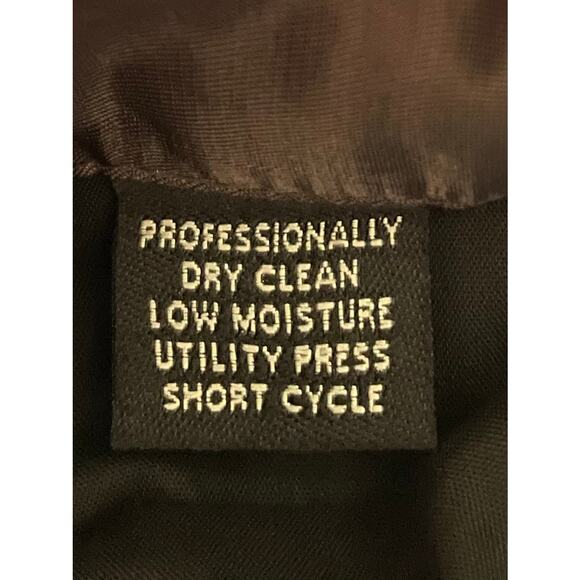 PROFESSIONALLY
DRY CLEAN
LOW MOISTURE
UTILITY PRESS
SHORT CYCLE